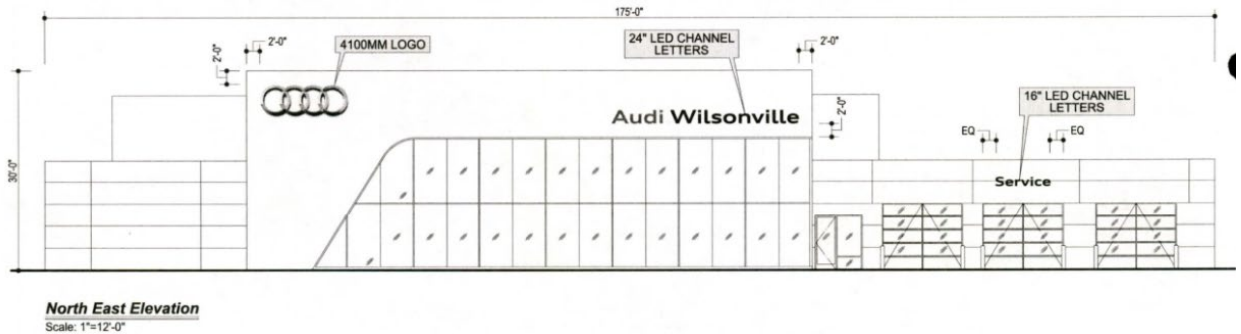 175'-0"
2'-0"
4100MM LOGO
24" LED CHANNEL
LETTERS
2'-0"
2'-0"
16" LED CHANNEL
LETTERS
Audi Wilsonville
2'-0"
EQ
EQ
30'-0"
Service
North East Elevation
Scale: 1"=12'-0"